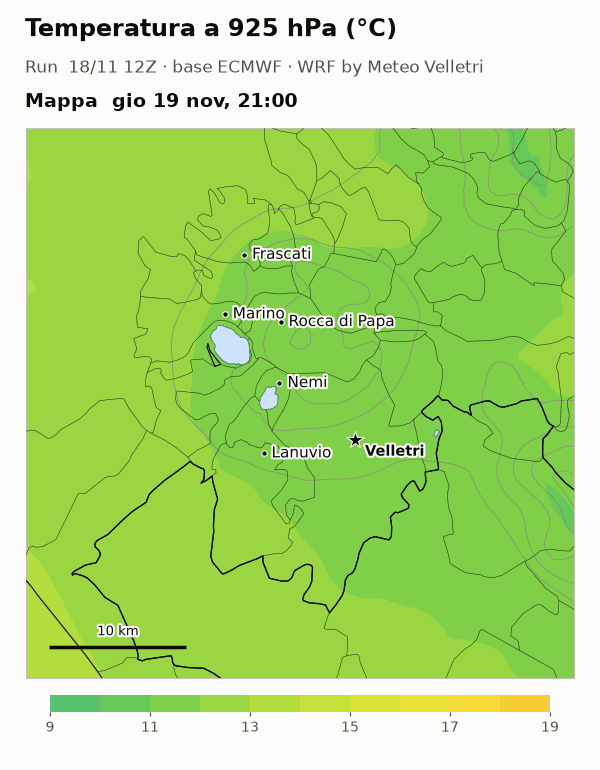 Temperatura a 925 hPa (°C)
Run  18/11 12Z · base ECMWF · WRF by Meteo Velletri
Mappa  gio 19 nov, 21:00
Frascati
Marino
Rocca di Papa
Nemi
Velletri
Lanuvio
10 km
9 11 13 15 17 19